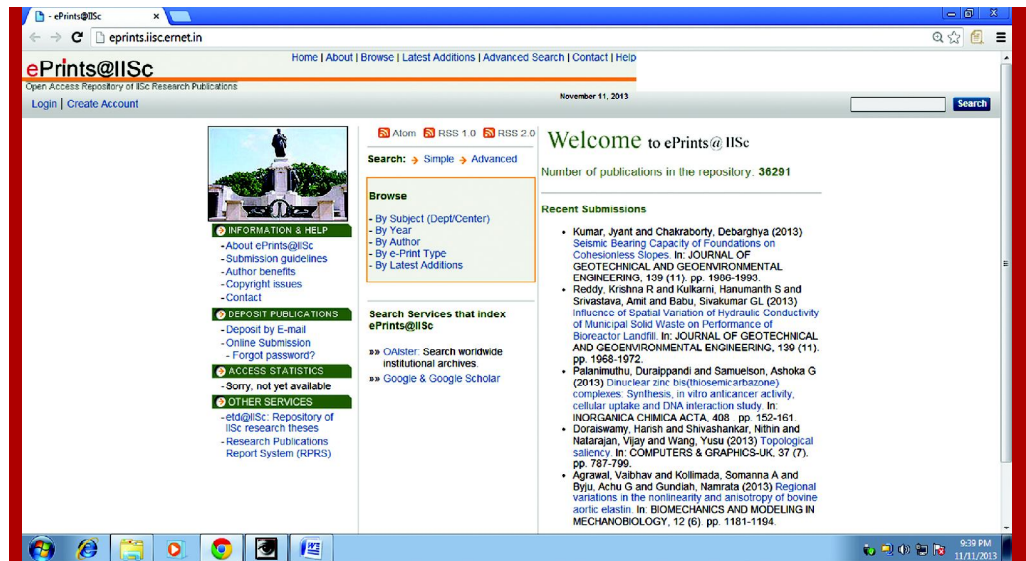 - ePrints@IISc
eprints.iisc.ernet.in
Home | About | Browse | Latest Additions | Advanced Search | Contact | Help
ePrints@IISc
Open Access Repository of IISc Research Publications
November 11, 2013
Login | Create Account
Search
Atom RSS 1.0 RSS 2.0
Search: Simple Advanced
Browse
- By Subject (Dept/Center)
- By Year
- By Author
- By e-Print Type
- By Latest Additions
Search Services that index
ePrints@IISc
»» OAIster: Search worldwide
institutional archives.
»» Google & Google Scholar
INFORMATION & HELP
- About ePrints@IISc
- Submission guidelines
- Author benefits
- Copyright issues
- Contact
DEPOSIT PUBLICATIONS
- Deposit by E-mail
- Online Submission
- Forgot password?
ACCESS STATISTICS
- Sorry, not yet available
OTHER SERVICES
- etd@IISc: Repository of
IISc research theses
- Research Publications
Report System (RPRS)
Welcome to ePrints@IISc
Number of publications in the repository: 36291
Recent Submissions
• Kumar, Jyant and Chakraborty, Debarghya (2013)
Seismic Bearing Capacity of Foundations on
Cohesionless Slopes. In: JOURNAL OF
GEOTECHNICAL AND GEOENVIRONMENTAL
ENGINEERING, 139 (11). pp. 1986-1993.
• Reddy, Krishna R and Kulkarni, Hanumanth S and
Srivastava, Amit and Babu, Sivakumar GL (2013)
Influence of Spatial Variation of Hydraulic Conductivity
of Municipal Solid Waste on Performance of
Bioreactor Landfill. In: JOURNAL OF GEOTECHNICAL
AND GEOENVIRONMENTAL ENGINEERING, 139 (11).
pp. 1968-1972.
• Palanimuthu, Duraippandi and Samuelson, Ashoka G
(2013) Dinuclear zinc bis(thiosemicarbazone)
complexes: Synthesis, in vitro anticancer activity,
cellular uptake and DNA interaction study. In:
INORGANICA CHIMICA ACTA, 408 . pp. 152-161.
• Doraiswamy, Harish and Shivashankar, Nithin and
Natarajan, Vijay and Wang, Yusu (2013) Topological
saliency. In: COMPUTERS & GRAPHICS-UK, 37 (7).
pp. 787-799.
• Agrawal, Vaibhav and Kollimada, Somanna A and
Byju, Achu G and Gundiah, Namrata (2013) Regional
variations in the nonlinearity and anisotropy of bovine
aortic elastin. In: BIOMECHANICS AND MODELING IN
MECHANOBIOLOGY, 12 (6). pp. 1181-1194.
9:39 PM
11/11/2013